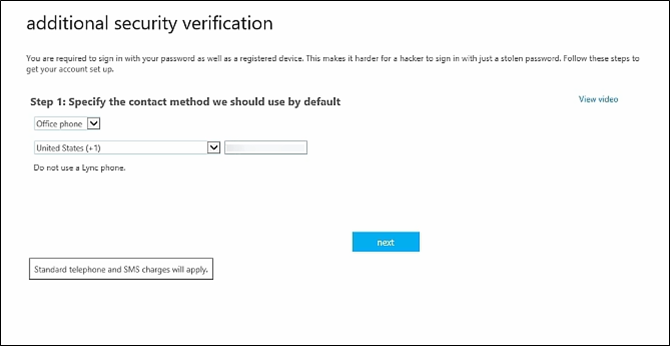 additional security verification
You are required to sign in with your password as well as a registered device. This makes it harder for a hacker to sign in with just a stolen password. Follow these steps to
get your account set up.
Step 1: Specify the contact method we should use by default
View video
Office phone
United States (+1)
Do not use a Lync phone.
next
Standard telephone and SMS charges will apply.